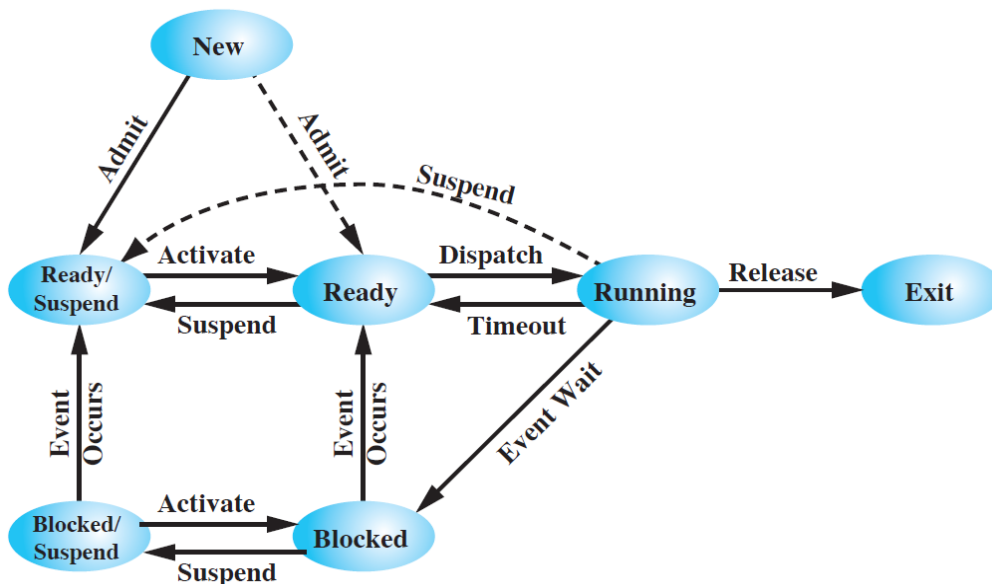 New
Admit
Admit
Suspend
Ready/
Suspend
Activate
Suspend
Ready
Dispatch
Timeout
Running
Release
Exit
Event
Occurs
Event
Occurs
Event Wait
Blocked/
Suspend
Activate
Suspend
Blocked